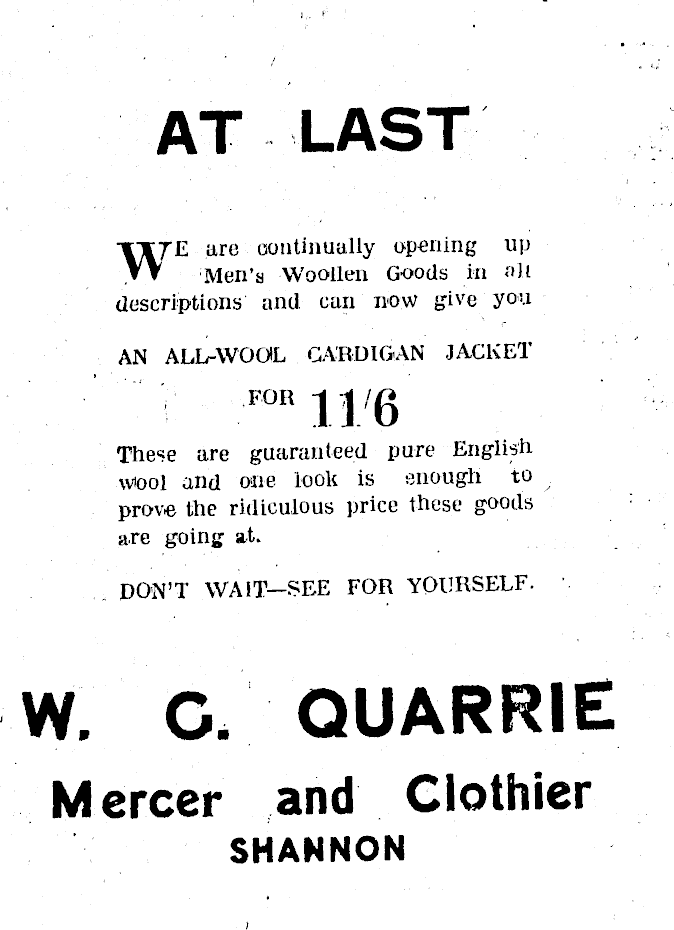 AT LAST
WE are continually opening up
Men's Woollen Goods in all
descriptions and can now give you
AN ALL-WOOL CARDIGAN JACKET
FOR 11/6
These are guaranteed pure English
wool and one look is enough to
prove the ridiculous price these goods
are going at.
DON'T WAIT—SEE FOR YOURSELF.
W. G. QUARRIE
Mercer and Clothier
SHANNON